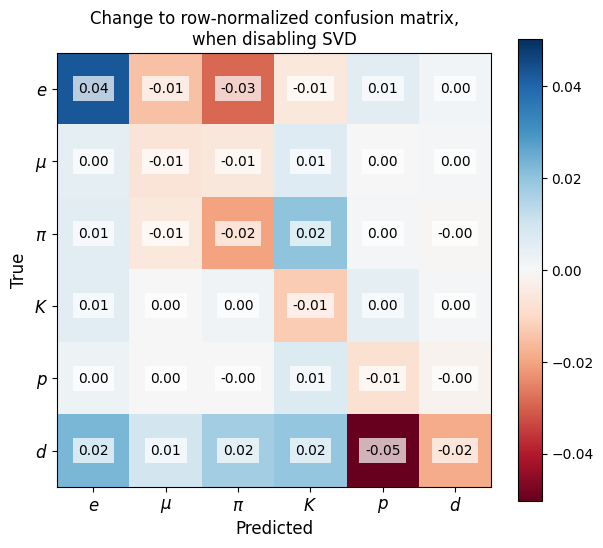 Change to row-normalized confusion matrix,
when disabling SVD
e 0.04 -0.01 -0.03 -0.01 0.01 0.00
μ 0.00 -0.01 -0.01 0.01 0.00 0.00
π 0.01 -0.01 -0.02 0.02 0.00 -0.00
K 0.01 0.00 0.00 -0.01 0.00 0.00
p 0.00 0.00 -0.00 0.01 -0.01 -0.00
d 0.02 0.01 0.02 0.02 -0.05 -0.02
e μ π K p d
Predicted
True
0.04
0.02
0.00
−0.02
−0.04